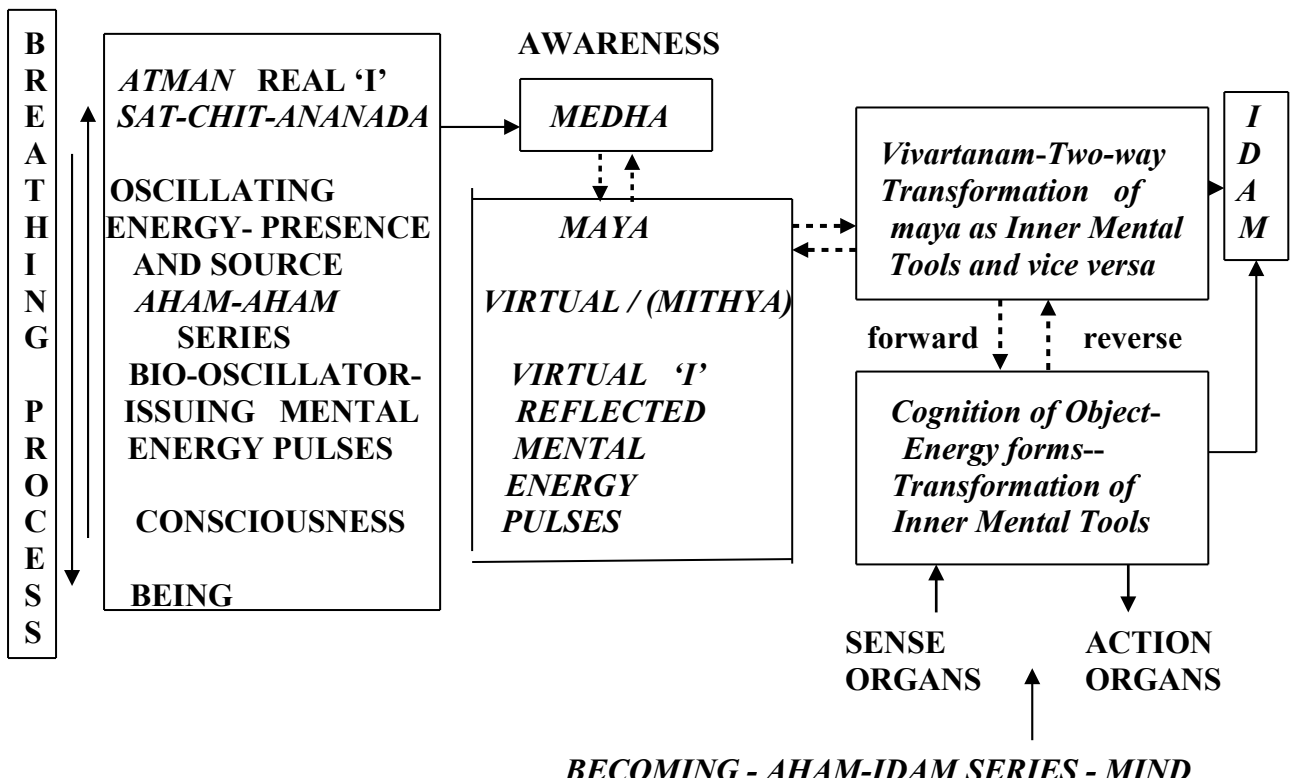 BREATHING PROCESS
ATMAN REAL ‘I’
SAT-CHIT-ANANADA
OSCILLATING
ENERGY- PRESENCE
AND SOURCE
AHAM-AHAM
SERIES
BIO-OSCILLATOR-
ISSUING MENTAL
ENERGY PULSES
CONSCIOUSNESS
BEING
AWARENESS
MEDHA
MAYA
VIRTUAL / (MITHYA)
VIRTUAL ‘I’
REFLECTED
MENTAL
ENERGY
PULSES
Vivartanam-Two-way
Transformation of
maya as Inner Mental
Tools and vice versa
IDAM
forward reverse
Cognition of Object-
Energy forms--
Transformation of
Inner Mental Tools
SENSE
ORGANS
ACTION
ORGANS
BECOMING - AHAM-IDAM SERIES - MIND